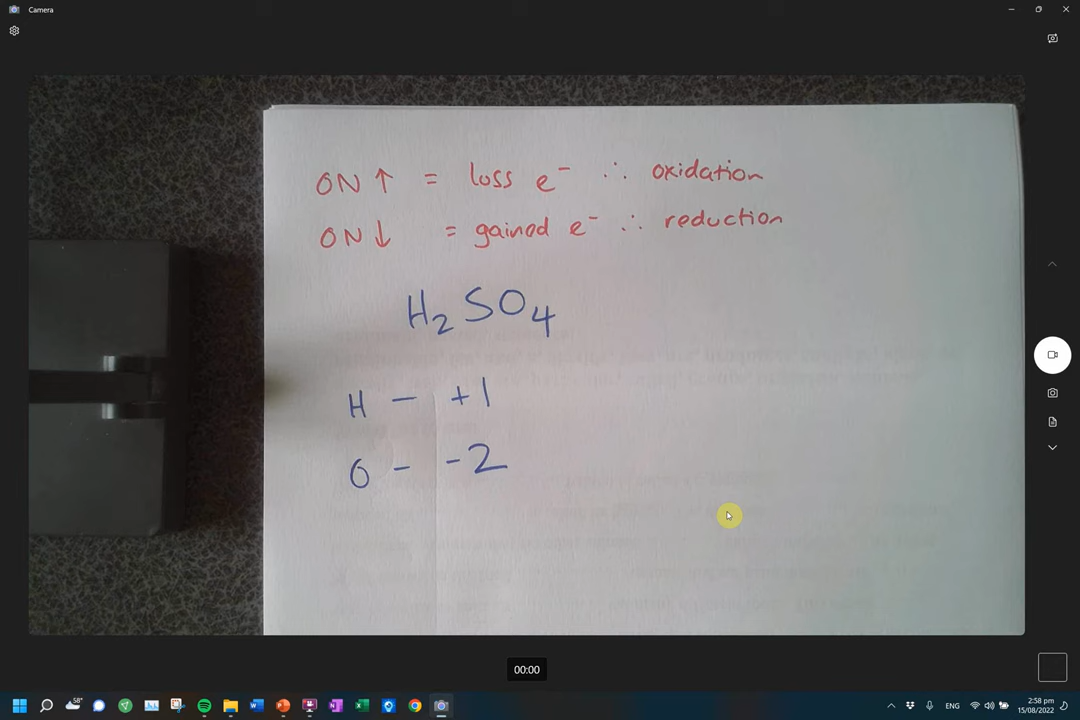 Camera
ON ↑ = loss e⁻ ∴ oxidation
ON ↓ = gained e⁻ ∴ reduction
H₂SO₄
H - +1
O - -2
00:00
58°
ENG
2:58 pm
15/08/2022